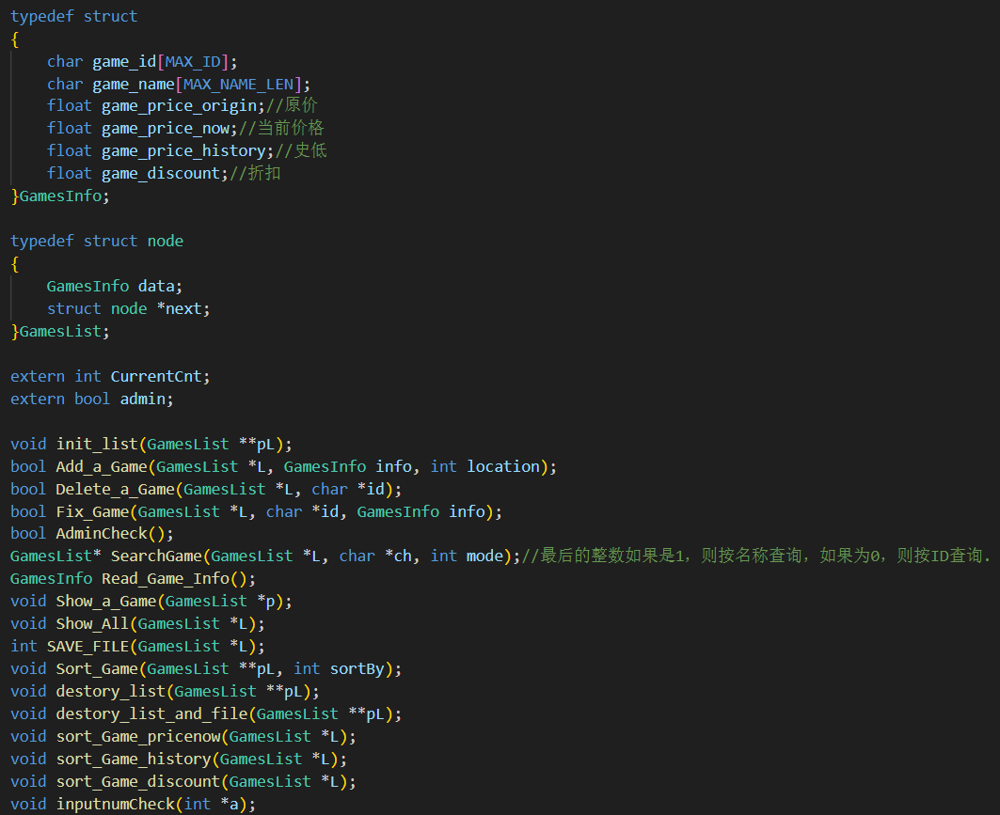 typedef struct
{
    char game_id[MAX_ID];
    char game_name[MAX_NAME_LEN];
    float game_price_origin;//原价
    float game_price_now;//当前价格
    float game_price_history;//史低
    float game_discount;//折扣
}GamesInfo;

typedef struct node
{
    GamesInfo data;
    struct node *next;
}GamesList;

extern int CurrentCnt;
extern bool admin;

void init_list(GamesList **pL);
bool Add_a_Game(GamesList *L, GamesInfo info, int location);
bool Delete_a_Game(GamesList *L, char *id);
bool Fix_Game(GamesList *L, char *id, GamesInfo info);
bool AdminCheck();
GamesList* SearchGame(GamesList *L, char *ch, int mode);//最后的整数如果是1，则按名称查询，如果为0，则按ID查询.
GamesInfo Read_Game_Info();
void Show_a_Game(GamesList *p);
void Show_All(GamesList *L);
int SAVE_FILE(GamesList *L);
void Sort_Game(GamesList **pL, int sortBy);
void destory_list(GamesList **pL);
void destory_list_and_file(GamesList **pL);
void sort_Game_pricenow(GamesList *L);
void sort_Game_history(GamesList *L);
void sort_Game_discount(GamesList *L);
void inputnumCheck(int *a);